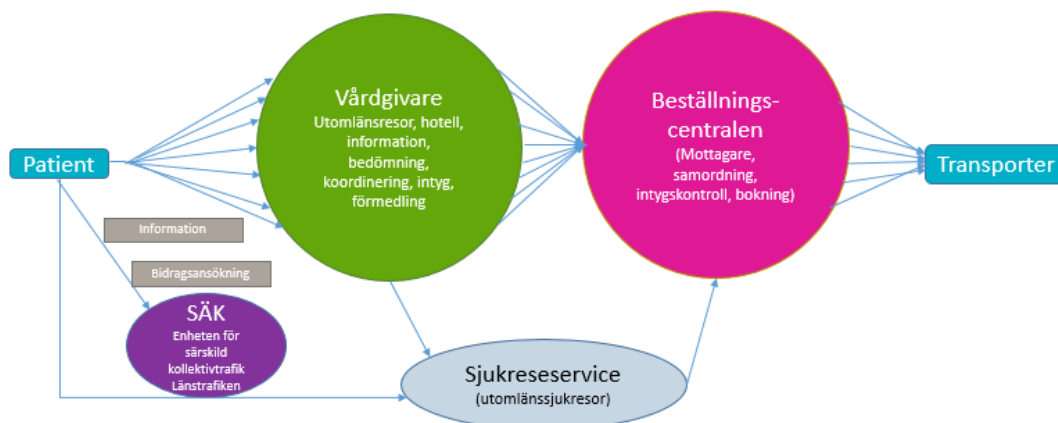 Patient
Information
Bidragsansökning
SÄK
Enheten för
särskild
kollektivtrafik
Länstrafiken
Vårdgivare
Utomlänsresor, hotell,
information,
bedömning,
koordinering, intyg,
förmedling
Sjukreseservice
(utomlänssjukresor)
Beställnings-
centralen
(Mottagare,
samordning,
intygskontroll, bokning)
Transporter